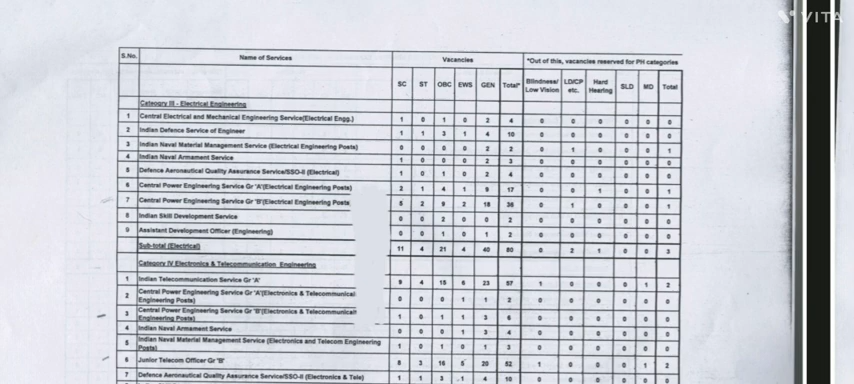 VITA
S.No. Name of Services Vacancies *Out of this, vacancies reserved for PH categories
SC ST OBC EWS GEN Total* Blindness/ Low Vision LD/CP etc. Hard Hearing SLD MD Total
Category III - Electrical Engineering
1 Central Electrical and Mechanical Engineering Service(Electrical Engg.) 1 0 1 0 2 4 0 0 0 0 0 0
2 Indian Defence Service of Engineer 1 1 3 1 4 10 0 0 0 0 0 0
3 Indian Naval Material Management Service (Electrical Engineering Posts) 0 0 0 0 2 2 0 1 0 0 0 1
4 Indian Naval Armament Service 1 0 0 0 2 3 0 0 0 0 0 0
5 Defence Aeronautical Quality Assurance Service/SSO-II (Electrical) 1 0 1 0 2 4 0 0 0 0 0 0
6 Central Power Engineering Service Gr 'A'(Electrical Engineering Posts) 2 1 4 1 9 17 0 0 1 0 0 1
7 Central Power Engineering Service Gr 'B'(Electrical Engineering Posts 5 2 9 2 18 36 0 1 0 0 0 1
8 Indian Skill Development Service 0 0 2 0 0 2 0 0 0 0 0 0
9 Assistant Development Officer (Engineering) 0 0 1 0 1 2 0 0 0 0 0 0
Sub-total (Electrical) 11 4 21 4 40 80 0 2 1 0 0 3
Category IV Electronics & Telecommunication Engineering
1 Indian Telecommunication Service Gr 'A' 9 4 15 6 23 57 1 0 0 0 1 2
2 Central Power Engineering Service Gr 'A'(Electronics & Telecommunication
Engineering Posts) 0 0 0 1 1 2 0 0 0 0 0 0
3 Central Power Engineering Service Gr 'B'(Electronics & Telecommunicati
Engineering Posts) 1 0 1 1 3 6 0 0 0 0 0 0
4 Indian Naval Armament Service 0 0 0 1 3 4 0 0 0 0 0 0
5 Indian Naval Material Management Service (Electronics and Telecom Engineering
Posts) 1 0 1 0 1 3 0 0 0 0 0 0
6 Junior Telecom Officer Gr 'B' 8 3 16 5 20 52 1 0 0 0 1 2
7 Defence Aeronautical Quality Assurance Service/SSO-II (Electronics & Tele) 1 1 3 1 4 10 0 0 0 0 0 0